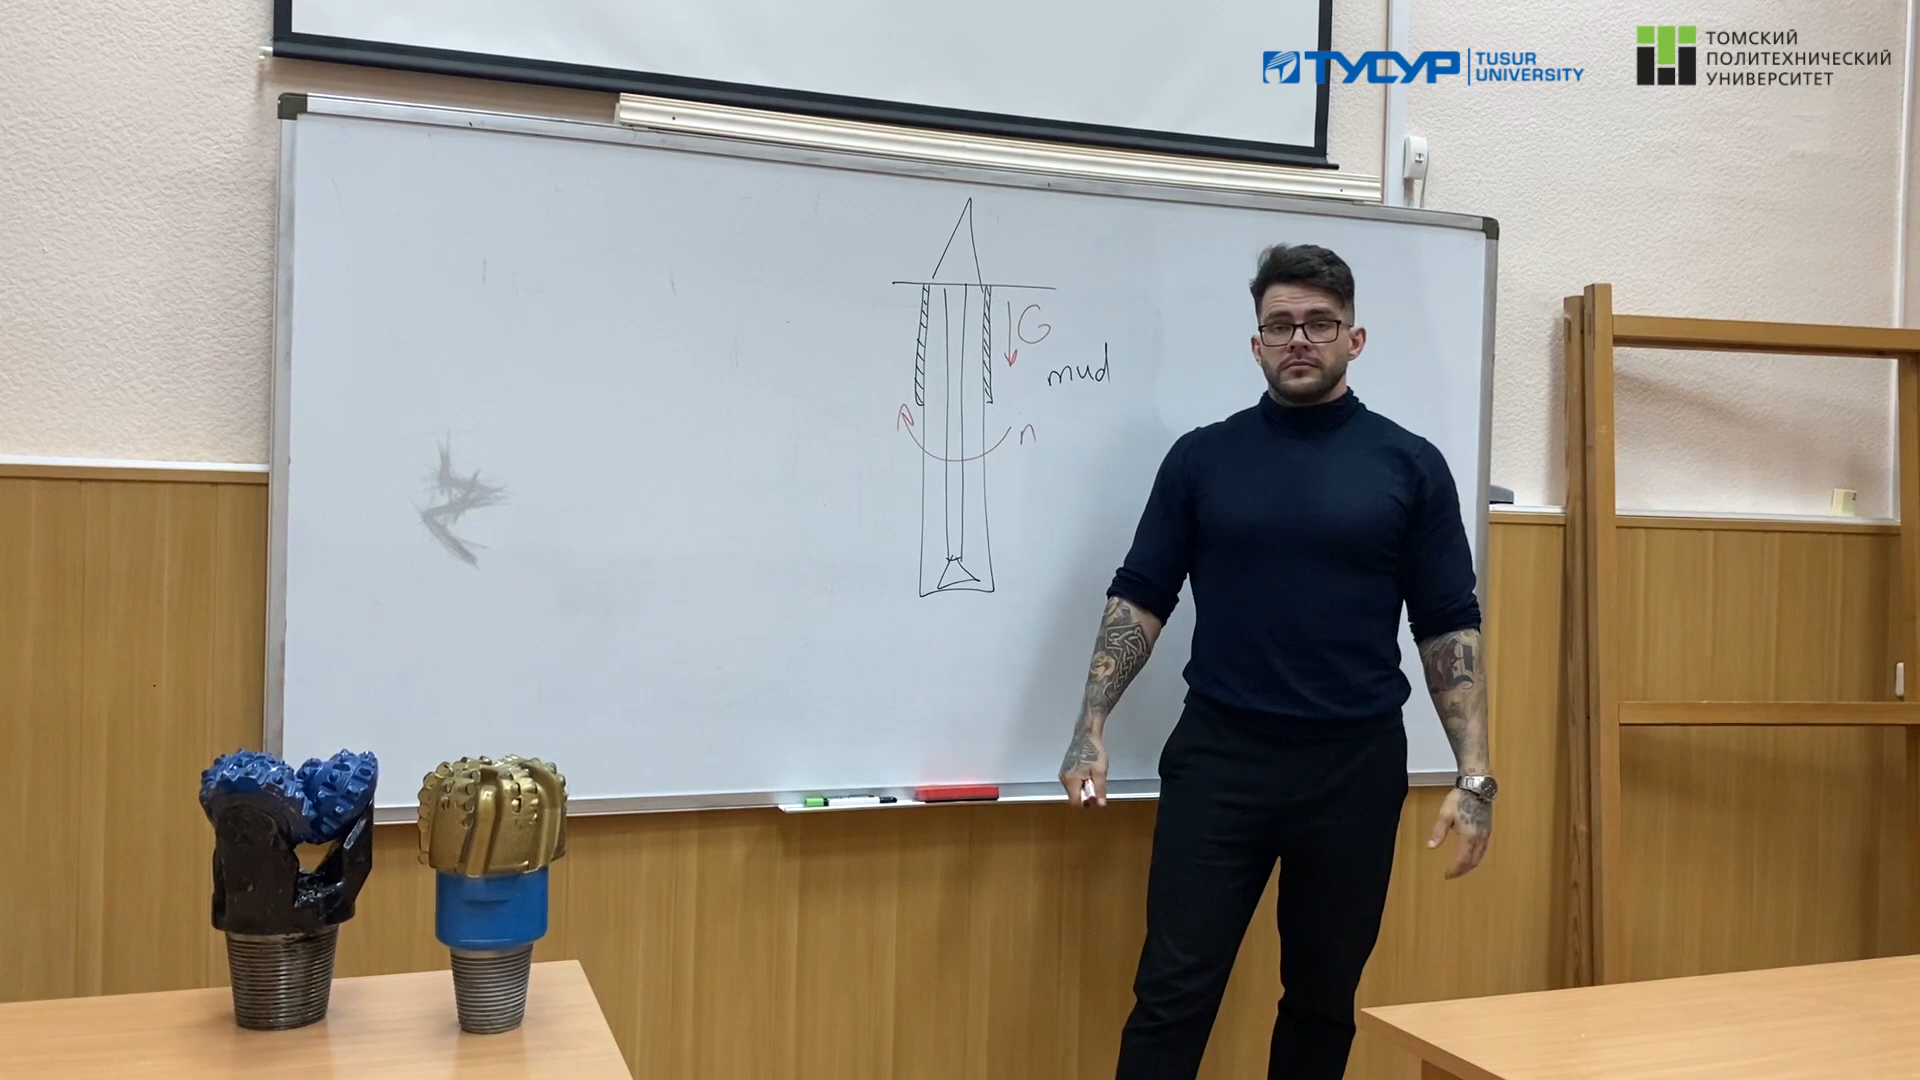 ТУСУР
TUSUR
UNIVERSITY
ТОМСКИЙ
ПОЛИТЕХНИЧЕСКИЙ
УНИВЕРСИТЕТ
G
mud
n